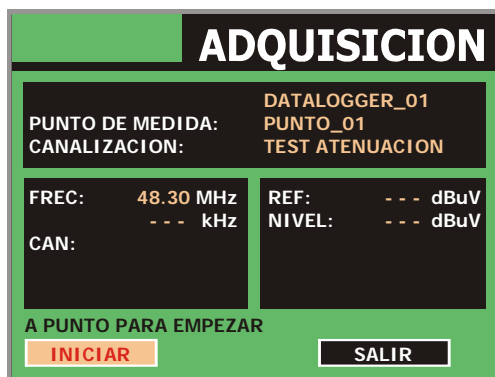 ADQUISICION
DATALOGGER_01
PUNTO DE MEDIDA: PUNTO_01
CANALIZACION: TEST ATENUACION
FREC: 48.30 MHz
- - - kHz
CAN:
REF: - - - dBuV
NIVEL: - - - dBuV
A PUNTO PARA EMPEZAR
INICIAR
SALIR